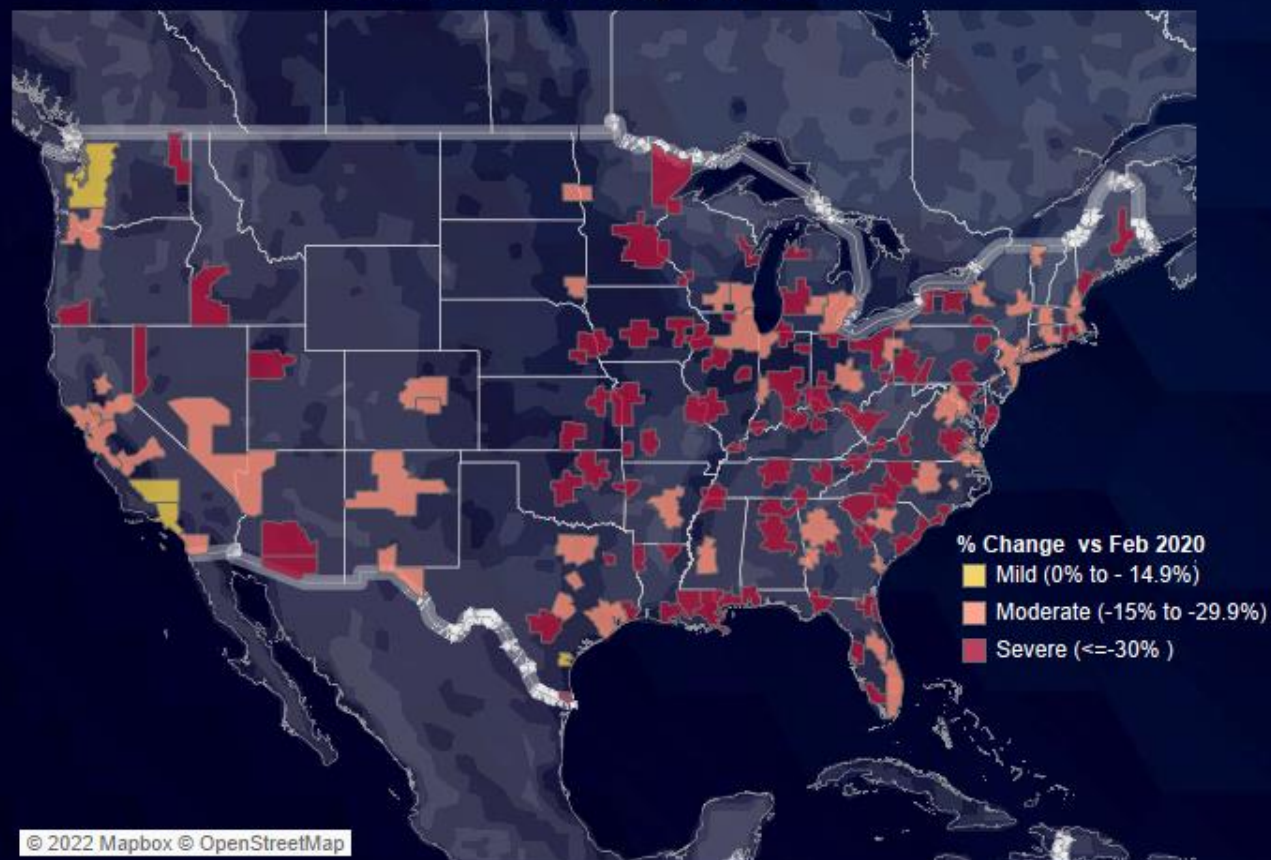 % Change vs Feb 2020
Mild (0% to - 14.9%)
Moderate (-15% to -29.9%)
Severe (<=-30% )
© 2022 Mapbox © OpenStreetMap